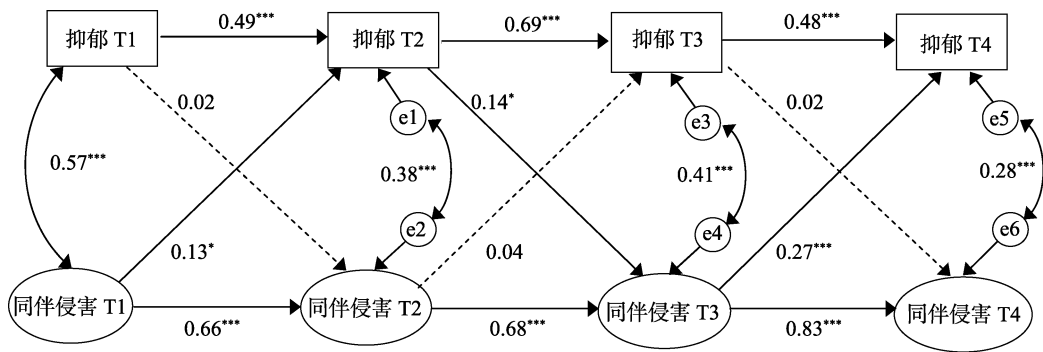 0.49***
0.69***
0.48***
抑郁 T1
抑郁 T2
抑郁 T3
抑郁 T4
0.02
0.14*
0.02
e1
e3
e5
0.57***
0.38***
0.41***
0.28***
e2
e4
e6
0.13*
0.04
0.27***
同伴侵害 T1
同伴侵害 T2
同伴侵害 T3
同伴侵害 T4
0.66***
0.68***
0.83***